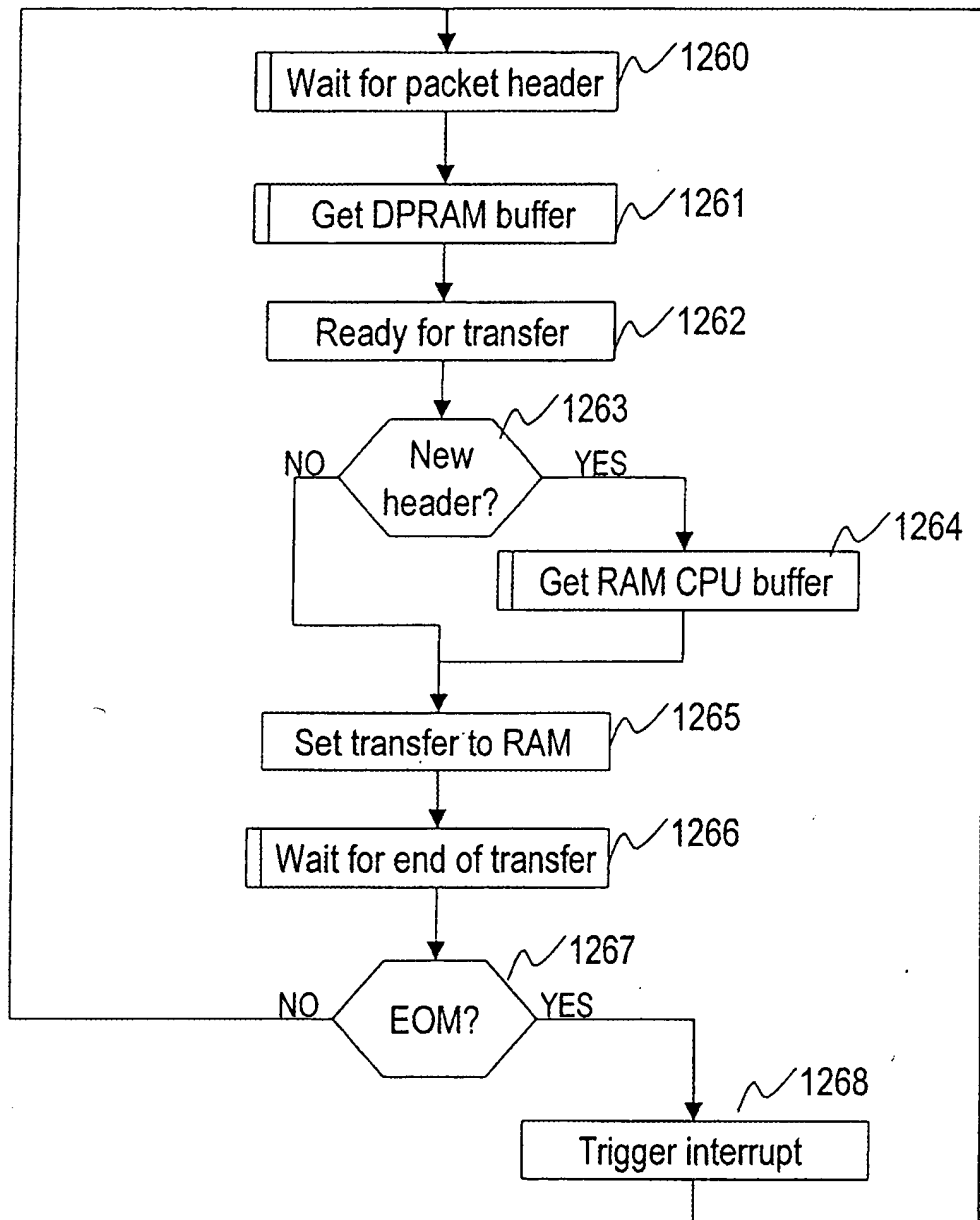 1260
Wait for packet header
1261
Get DPRAM buffer
1262
Ready for transfer
1263
NO
New
header?
YES
1264
Get RAM CPU buffer
1265
Set transfer to RAM
1266
Wait for end of transfer
1267
NO
EOM?
YES
1268
Trigger interrupt